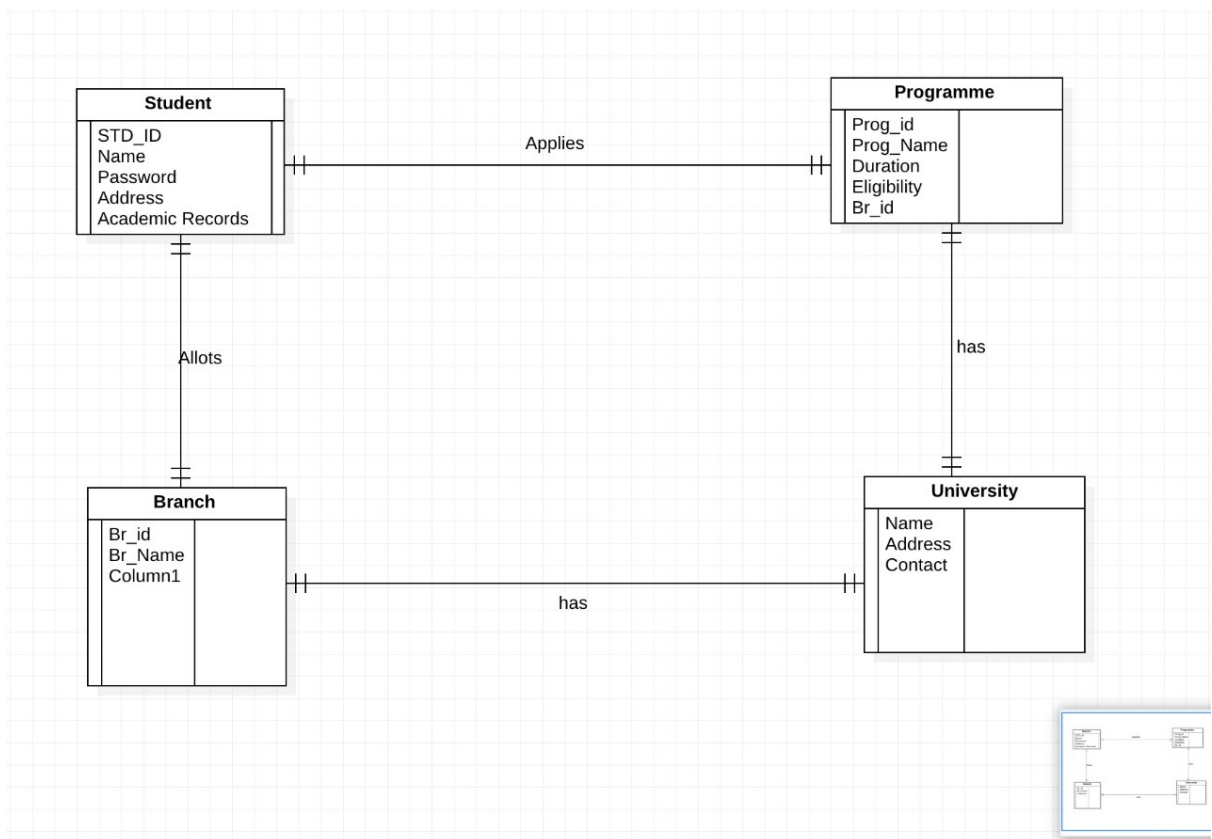 Student
STD_ID
Name
Password
Address
Academic Records
Applies
Programme
Prog_id
Prog_Name
Duration
Eligibility
Br_id
Allots
has
Branch
Br_id
Br_Name
Column1
has
University
Name
Address
Contact